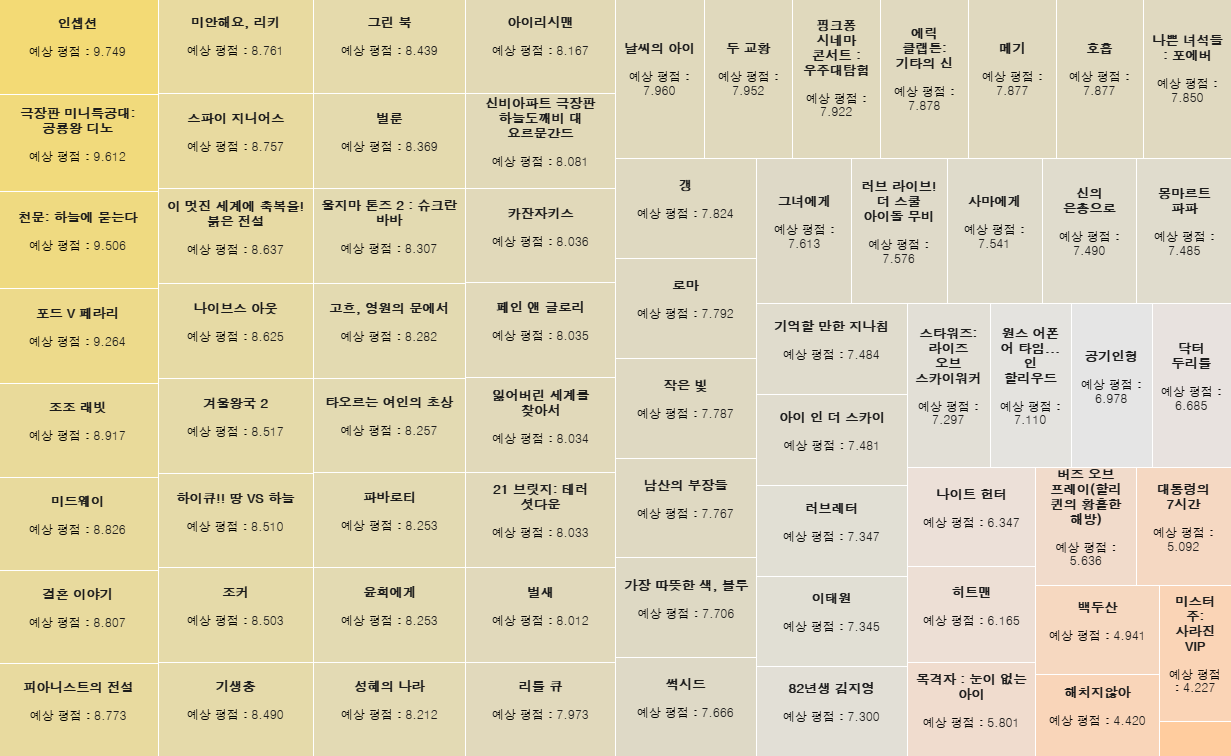 인셉션
예상 평점 : 9.749
극장판 미니특공대:
공룡왕 디노
예상 평점 : 9.612
천문: 하늘에 묻는다
예상 평점 : 9.506
포드 V 페라리
예상 평점 : 9.264
조조 래빗
예상 평점 : 8.917
미드웨이
예상 평점 : 8.826
결혼 이야기
예상 평점 : 8.807
피아니스트의 전설
예상 평점 : 8.773
미안해요, 리키
예상 평점 : 8.761
스파이 지니어스
예상 평점 : 8.757
이 멋진 세계에 축복을!
붉은 전설
예상 평점 : 8.637
나이브스 아웃
예상 평점 : 8.625
겨울왕국 2
예상 평점 : 8.517
하이큐!! 땅 VS 하늘
예상 평점 : 8.510
조커
예상 평점 : 8.503
기생충
예상 평점 : 8.490
그린 북
예상 평점 : 8.439
벌룬
예상 평점 : 8.369
울지마 톤즈 2 : 슈크란
바바
예상 평점 : 8.307
고흐, 영원의 문에서
예상 평점 : 8.282
타오르는 여인의 초상
예상 평점 : 8.257
파바로티
예상 평점 : 8.253
윤희에게
예상 평점 : 8.253
성혜의 나라
예상 평점 : 8.212
아이리시맨
예상 평점 : 8.167
신비아파트 극장판
하늘도깨비 대
요르문간드
예상 평점 : 8.081
카잔자키스
예상 평점 : 8.036
페인 앤 글로리
예상 평점 : 8.035
잃어버린 세계를
찾아서
예상 평점 : 8.034
21 브릿지: 테러
셧다운
예상 평점 : 8.033
벌새
예상 평점 : 8.012
리틀 큐
예상 평점 : 7.973
날씨의 아이
예상 평점 :
7.960
두 교황
예상 평점 :
7.952
핑크퐁
시네마
콘서트 :
우주대탐험
예상 평점 :
7.922
에릭
클랩튼:
기타의 신
예상 평점 :
7.878
메기
예상 평점 :
7.877
호흡
예상 평점 :
7.877
나쁜 녀석들
: 포에버
예상 평점 :
7.850
갱
예상 평점 : 7.824
로마
예상 평점 : 7.792
작은 빛
예상 평점 : 7.787
남산의 부장들
예상 평점 : 7.767
가장 따뜻한 색, 블루
예상 평점 : 7.706
썩시드
예상 평점 : 7.666
그녀에게
예상 평점 :
7.613
러브 라이브!
더 스쿨
아이돌 무비
예상 평점 :
7.576
사마에게
예상 평점 :
7.541
신의
은총으로
예상 평점 :
7.490
몽마르트
파파
예상 평점 :
7.485
기억할 만한 지나침
예상 평점 : 7.484
아이 인 더 스카이
예상 평점 : 7.481
러브레터
예상 평점 : 7.347
이태원
예상 평점 : 7.345
82년생 김지영
예상 평점 : 7.300
스타워즈:
라이즈
오브
스카이워커
예상 평점 :
7.297
원스 어폰
어 타임…
인
할리우드
예상 평점 :
7.110
공기인형
예상 평점 :
6.978
닥터
두리틀
예상 평점 :
6.685
나이트 헌터
예상 평점 : 6.347
히트맨
예상 평점 : 6.165
목격자 : 눈이 없는
아이
예상 평점 : 5.801
버즈 오브
프레이(할리
퀸의 황홀한
해방)
예상 평점 :
5.636
대통령의
7시간
예상 평점 :
5.092
백두산
예상 평점 : 4.941
해치지않아
예상 평점 : 4.420
미스터
주:
사라진
VIP
예상 평점
: 4.227